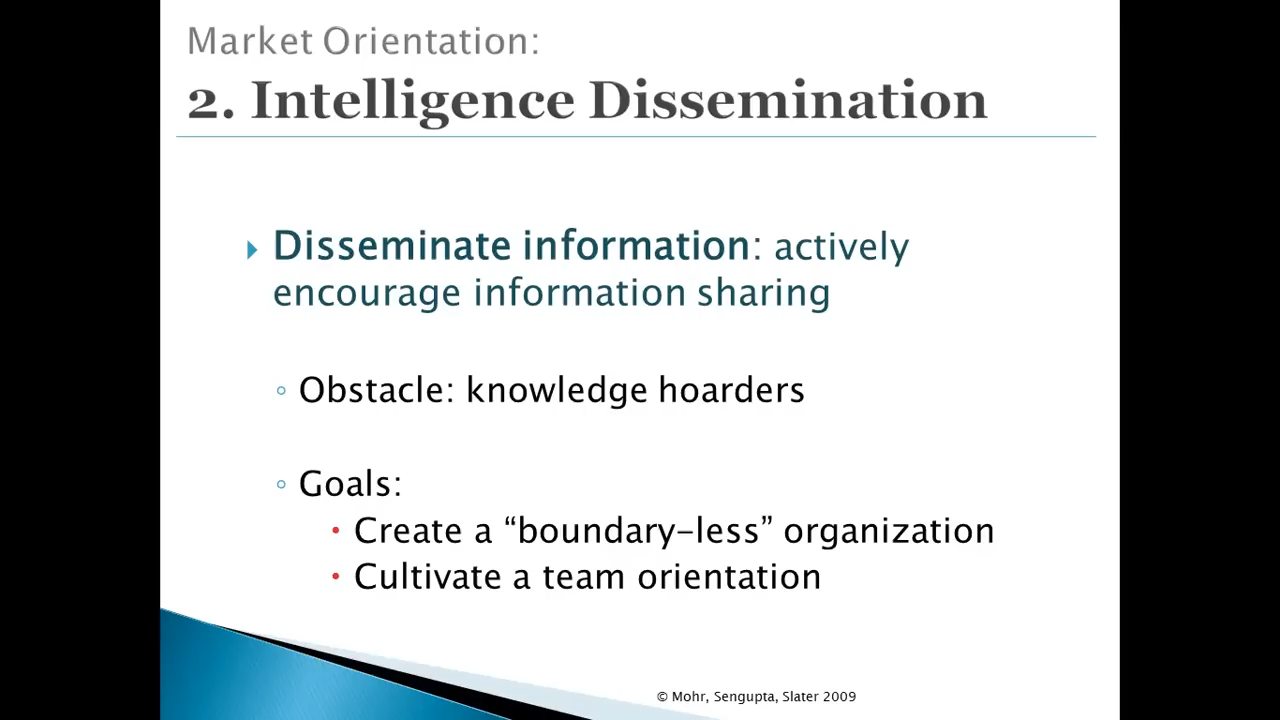 Market Orientation:
2. Intelligence Dissemination
Disseminate information: actively
encourage information sharing
Obstacle: knowledge hoarders
Goals:
Create a “boundary-less” organization
Cultivate a team orientation
© Mohr, Sengupta, Slater 2009